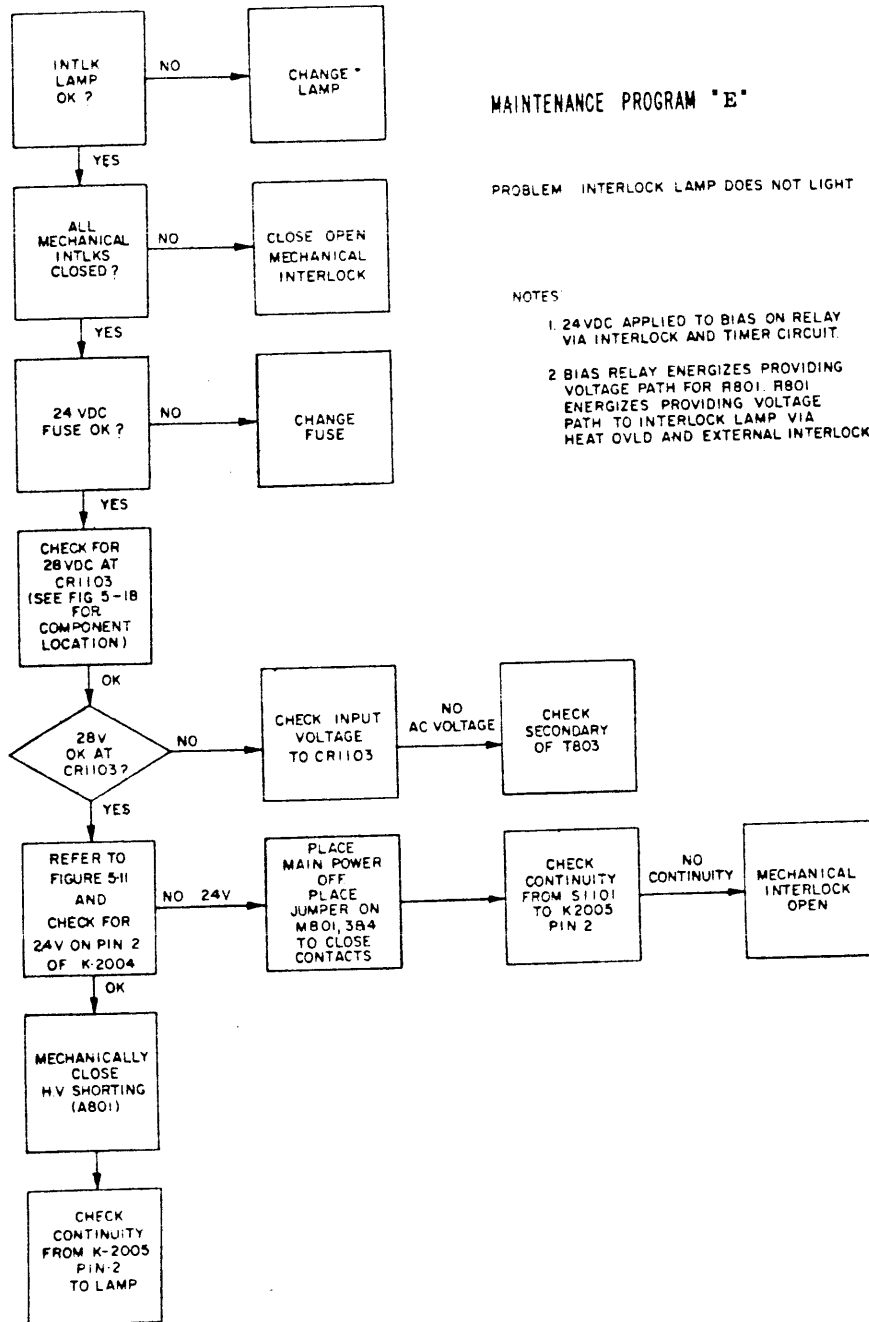 INTLK
LAMP
OK ?
NO
CHANGE
LAMP
MAINTENANCE PROGRAM "E"
YES
PROBLEM INTERLOCK LAMP DOES NOT LIGHT
ALL
MECHANICAL
INTLKS
CLOSED ?
NO
CLOSE OPEN
MECHANICAL
INTERLOCK
NOTES
1. 24 VDC APPLIED TO BIAS ON RELAY
VIA INTERLOCK AND TIMER CIRCUIT.
2 BIAS RELAY ENERGIZES PROVIDING
VOLTAGE PATH FOR A801. A801
ENERGIZES PROVIDING VOLTAGE
PATH TO INTERLOCK LAMP VIA
HEAT OVLD AND EXTERNAL INTERLOCK
YES
24 VDC
FUSE OK ?
NO
CHANGE
FUSE
YES
CHECK FOR
28 VDC AT
CR1103
(SEE FIG 5-18
FOR
COMPONENT
LOCATION)
OK
28V
OK AT
CR1103?
NO
CHECK INPUT
VOLTAGE
TO CR1103
NO
AC VOLTAGE
CHECK
SECONDARY
OF T803
YES
REFER TO
FIGURE 5-11
AND
CHECK FOR
24V ON PIN 2
OF K-2004
NO 24V
PLACE
MAIN POWER
OFF
PLACE
JUMPER ON
M801, 3&4
TO CLOSE
CONTACTS
CHECK
CONTINUITY
FROM S1101
TO K2005
PIN 2
NO
CONTINUITY
MECHANICAL
INTERLOCK
OPEN
OK
MECHANICALLY
CLOSE
H.V SHORTING
(A801)
CHECK
CONTINUITY
FROM K-2005
PIN-2
TO LAMP